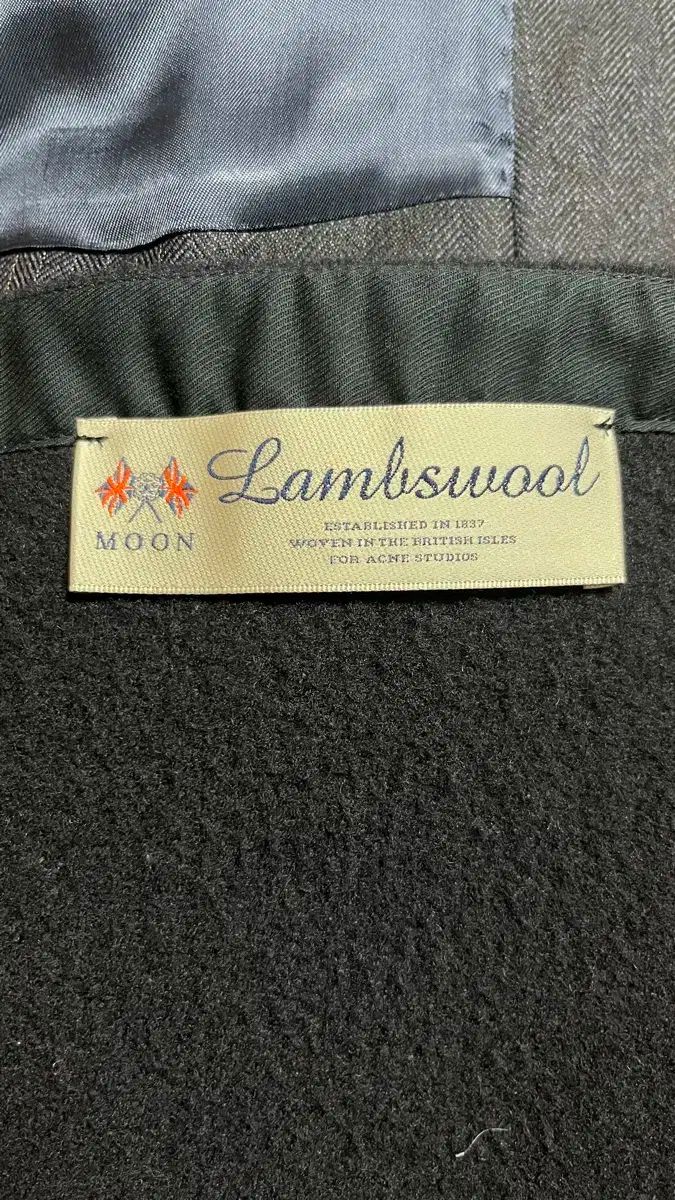 Lambswool
MOON
ESTABLISHED IN 1837
WOVEN IN THE BRITISH ISLES
FOR ACNE STUDIOS